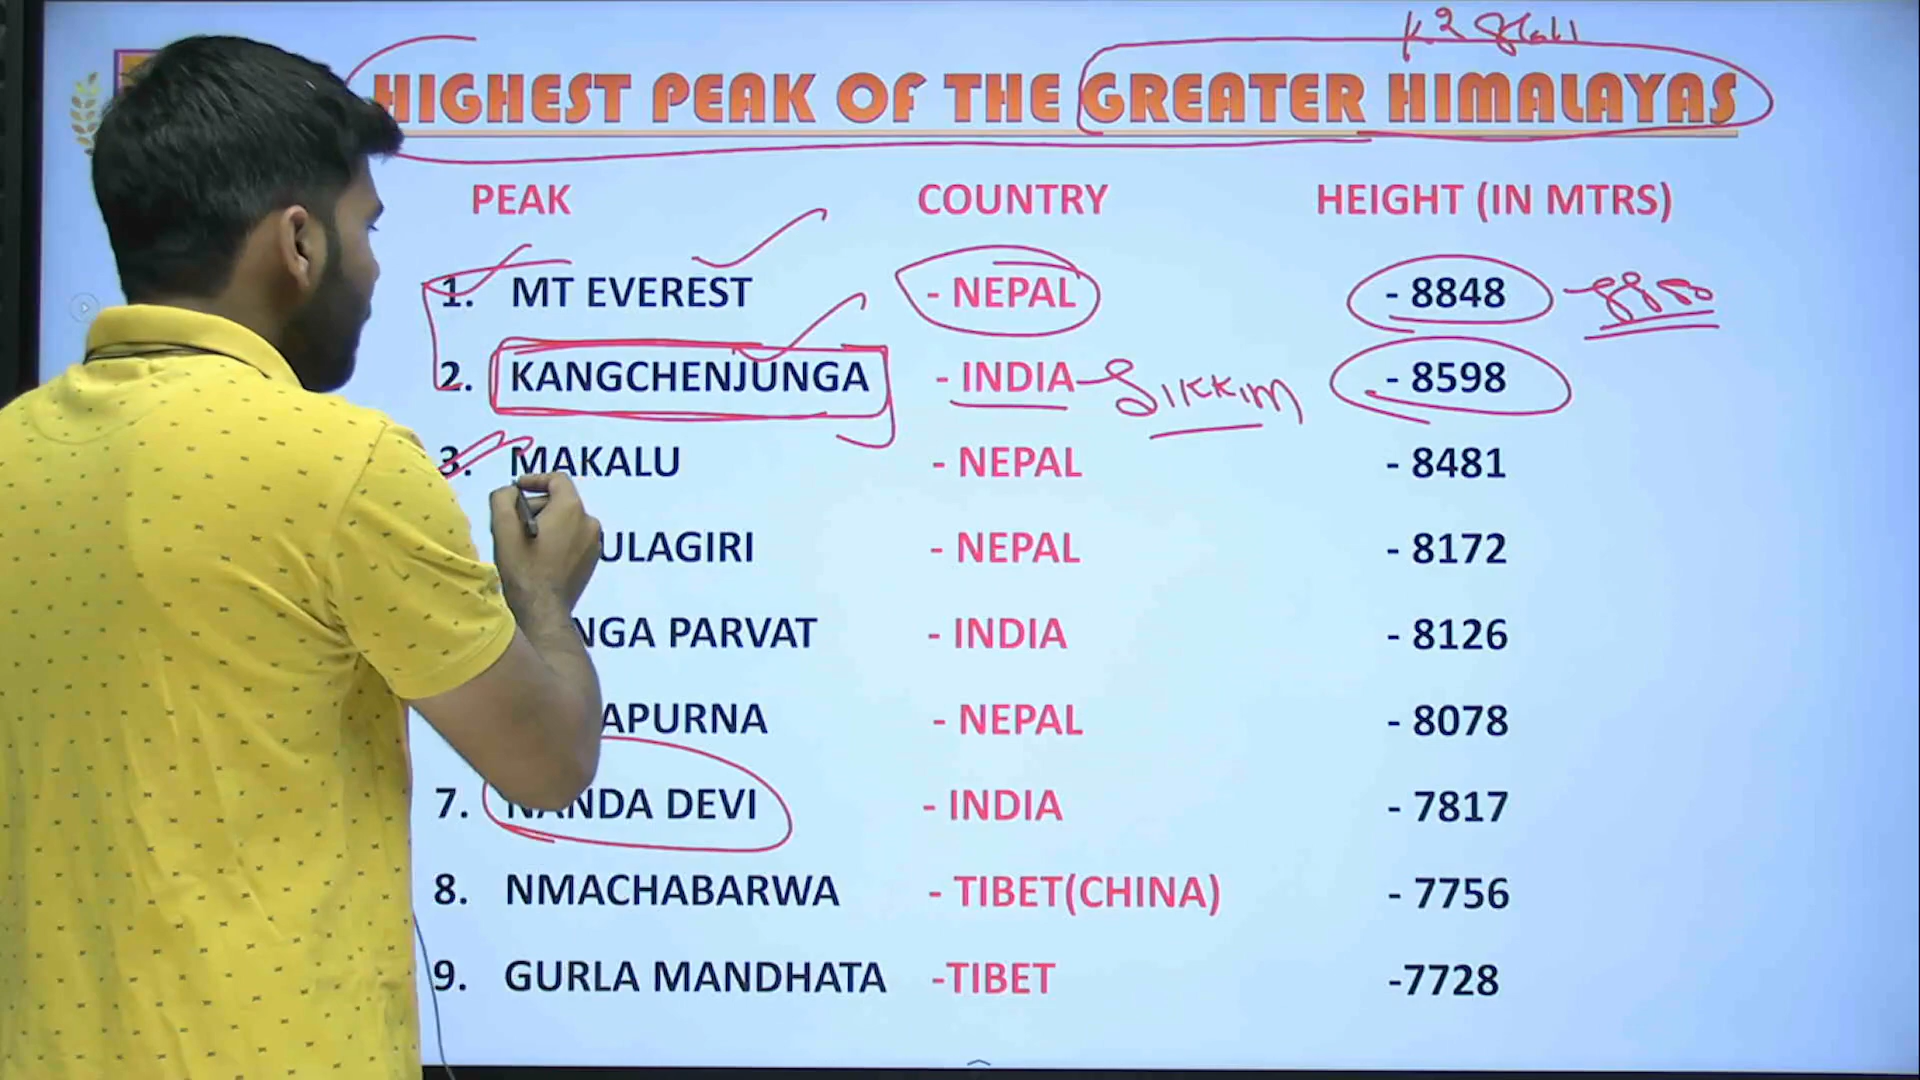 K2
HIGHEST PEAK OF THE GREATER HIMALAYAS
PEAK COUNTRY HEIGHT (IN MTRS)
1. MT EVEREST - NEPAL - 8848
2. KANGCHENJUNGA - INDIA SIKKIM - 8598
3. MAKALU - NEPAL - 8481
ULAGIRI - NEPAL - 8172
NGA PARVAT - INDIA - 8126
APURNA - NEPAL - 8078
7. NANDA DEVI - INDIA - 7817
8. NMACHABARWA - TIBET(CHINA) - 7756
9. GURLA MANDHATA -TIBET -7728